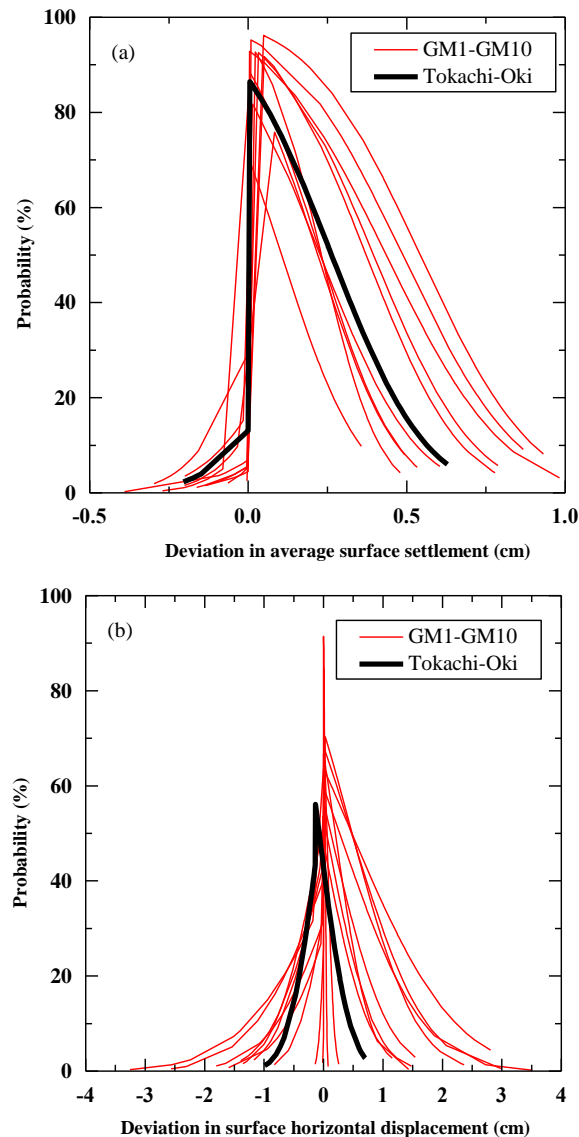 100
(a)
GM1-GM10
Tokachi-Oki
80
60
40
20
0
Probability (%)
-0.5 0.0 0.5 1.0
Deviation in average surface settlement (cm)
100
(b)
GM1-GM10
Tokachi-Oki
80
60
40
20
0
Probability (%)
-4 -3 -2 -1 0 1 2 3 4
Deviation in surface horizontal displacement (cm)